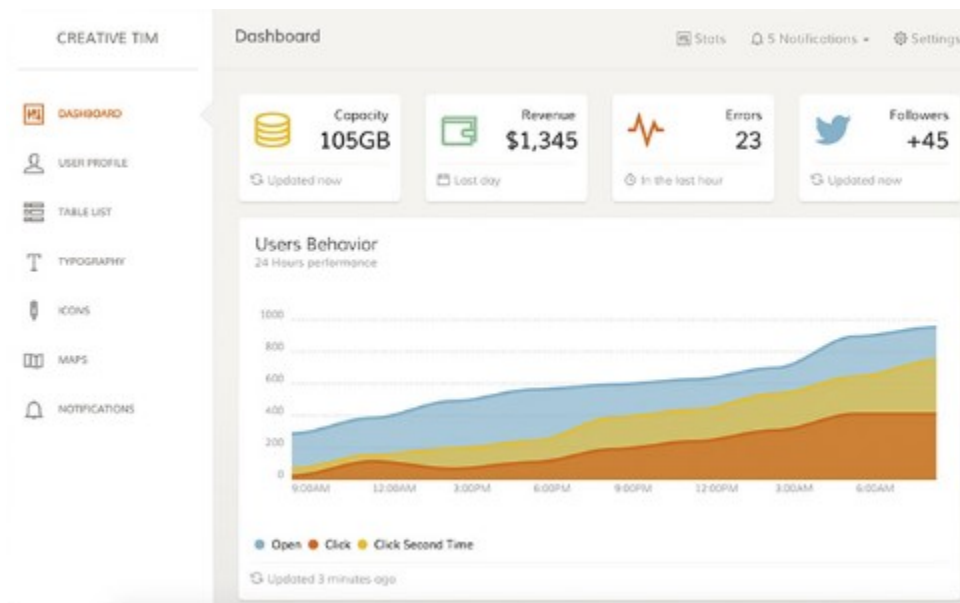 CREATIVE TIM
DASHBOARD
USER PROFILE
TABLE LIST
TYPOGRAPHY
ICONS
MAPS
NOTIFICATIONS
Dashboard
Stats
5 Notifications
Settings
Capacity
105GB
Updated now
Revenue
$1,345
Last day
Errors
23
In the last hour
Followers
+45
Updated now
Users Behavior
24 Hours performance
1000
800
600
400
200
0
9:00AM 12:00AM 3:00PM 6:00PM 9:00PM 12:00PM 3:00AM 6:00AM
Open Click Click Second Time
Updated 3 minutes ago